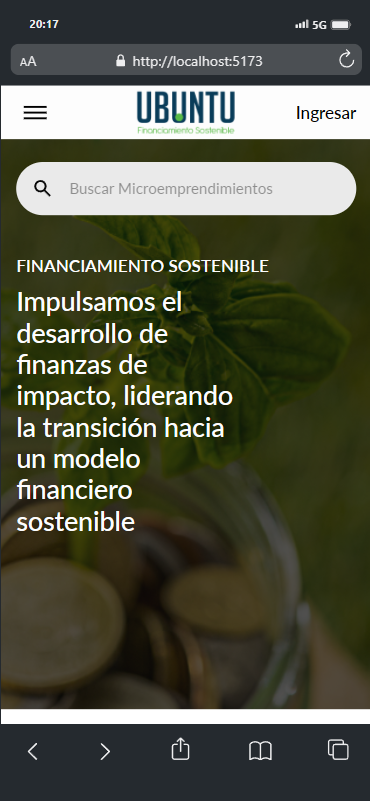 20:17
5G
AA
http://localhost:5173
UBUNTU
Financiamiento Sostenible
Ingresar
Buscar Microemprendimientos
FINANCIAMIENTO SOSTENIBLE
Impulsamos el
desarrollo de
finanzas de
impacto, liderando
la transición hacia
un modelo
financiero
sostenible